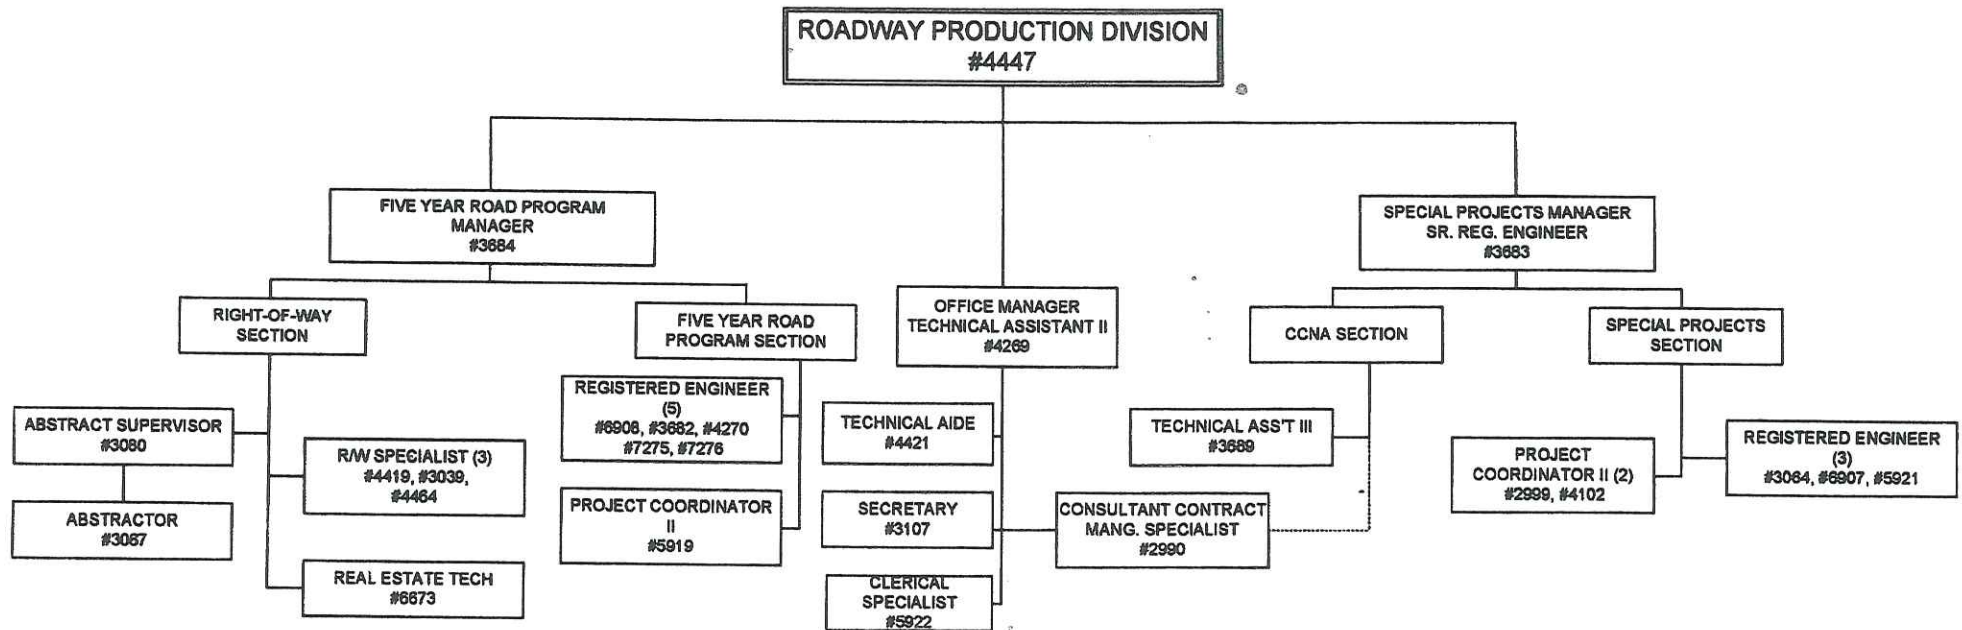 ROADWAY PRODUCTION DIVISION
#4447
FIVE YEAR ROAD PROGRAM
MANAGER
#3684
SPECIAL PROJECTS MANAGER
SR. REG. ENGINEER
#3683
RIGHT-OF-WAY
SECTION
FIVE YEAR ROAD
PROGRAM SECTION
OFFICE MANAGER
TECHNICAL ASSISTANT II
#4269
CCNA SECTION
SPECIAL PROJECTS
SECTION
ABSTRACT SUPERVISOR
#3080
ABSTRACTOR
#3067
R/W SPECIALIST (3)
#4419, #3039,
#4464
REAL ESTATE TECH
#6673
REGISTERED ENGINEER
(5)
#6908, #3682, #4270
#7275, #7276
PROJECT COORDINATOR
II
#5919
TECHNICAL AIDE
#4421
SECRETARY
#3107
CLERICAL
SPECIALIST
#5922
CONSULTANT CONTRACT
MANG. SPECIALIST
#2990
TECHNICAL ASS'T III
#3689
PROJECT
COORDINATOR II (2)
#2999, #4102
REGISTERED ENGINEER
(3)
#3064, #6907, #5921